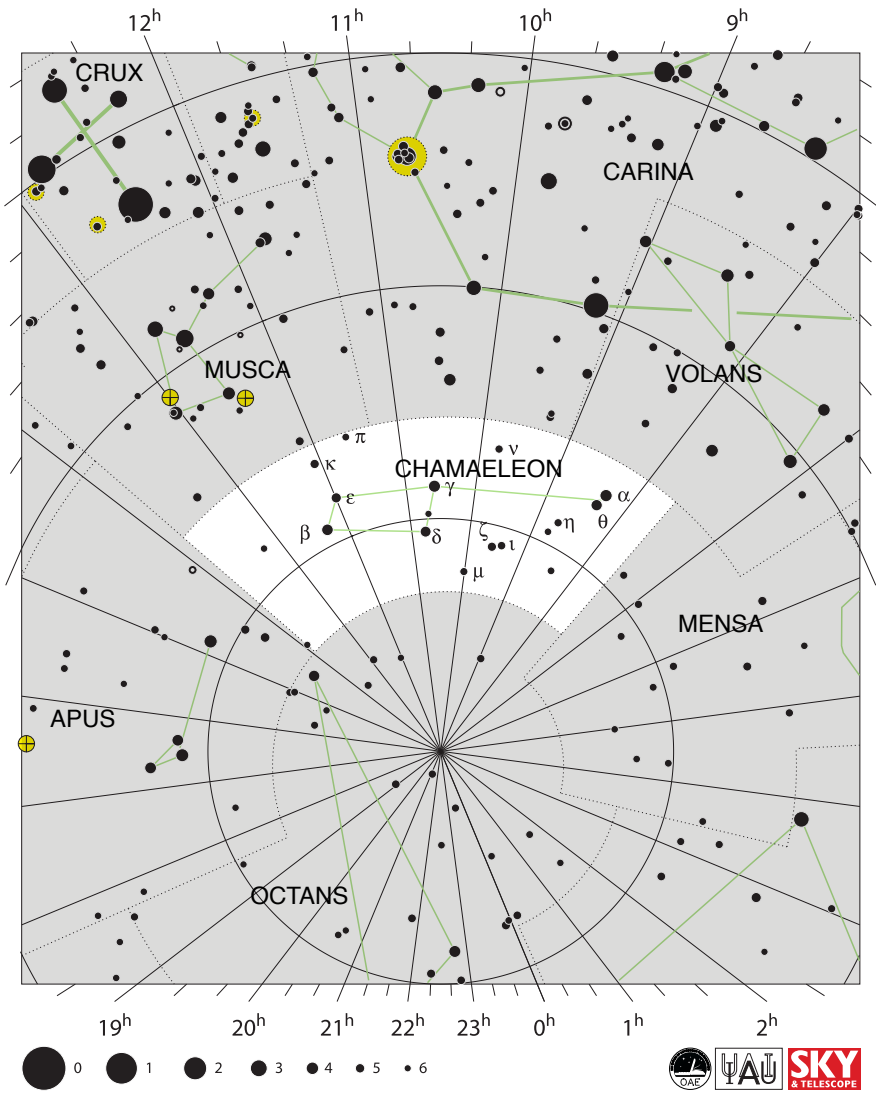 12h 11h 10h 9h
CRUX
CARINA
MUSCA
VOLANS
π
ν
κ
CHAMAELEON
ε γ α
θ
β δ ζ ι η
μ
MENSA
APUS
OCTANS
19h 20h 21h 22h 23h 0h 1h 2h
0 1 2 3 4 5 6
OAE
IAU
SKY
& TELESCOPE